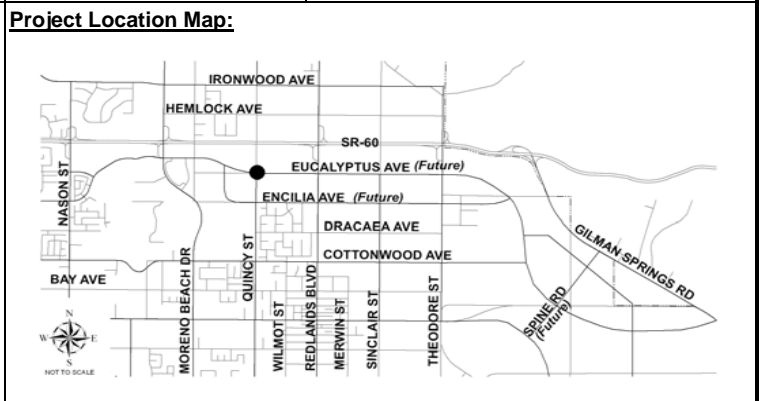 Project Location Map:
IRONWOOD AVE
HEMLOCK AVE
SR-60
EUCALYPTUS AVE (Future)
NASON ST
ENCILIA AVE (Future)
DRACAEA AVE
COTTONWOOD AVE
GILMAN SPRINGS RD
BAY AVE
MORENO BEACH DR
QUINCY ST
WILMOT ST
REDLANDS BLVD
MERWIN ST
SINCLAIR ST
THEODORE ST
SPINE RD
(Future)
N
W
E
S
NOT TO SCALE